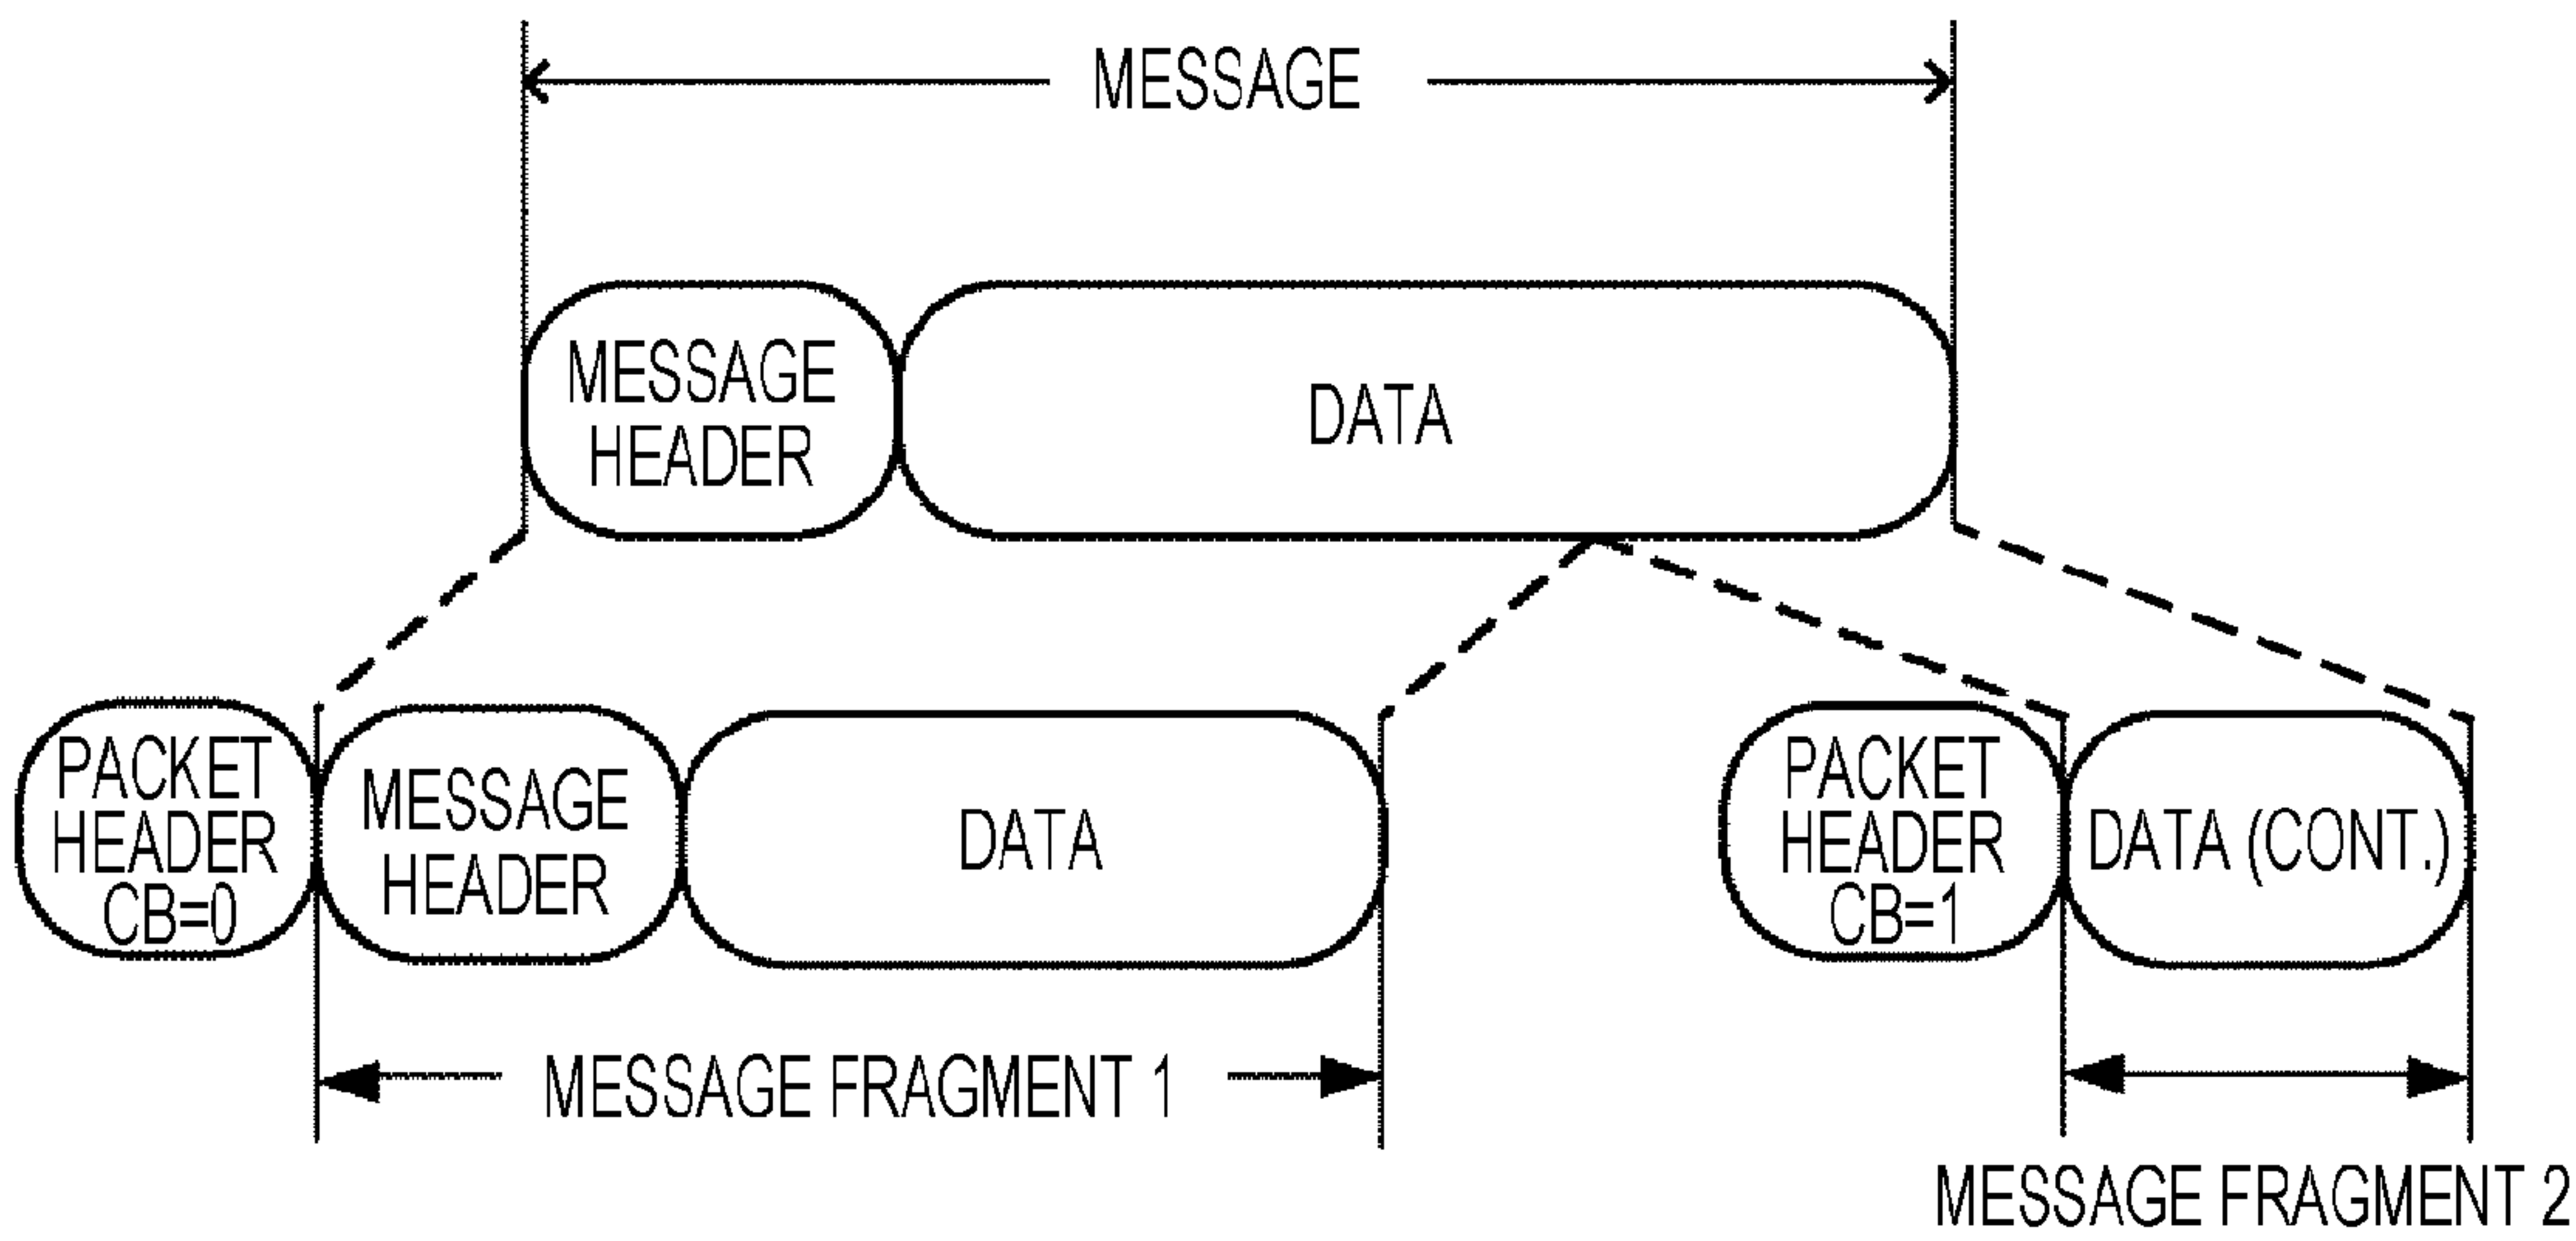 MESSAGE
MESSAGE
HEADER
DATA
PACKET
HEADER
CB=0
MESSAGE
HEADER
DATA
PACKET
HEADER
CB=1
DATA (CONT.)
MESSAGE FRAGMENT 1
MESSAGE FRAGMENT 2